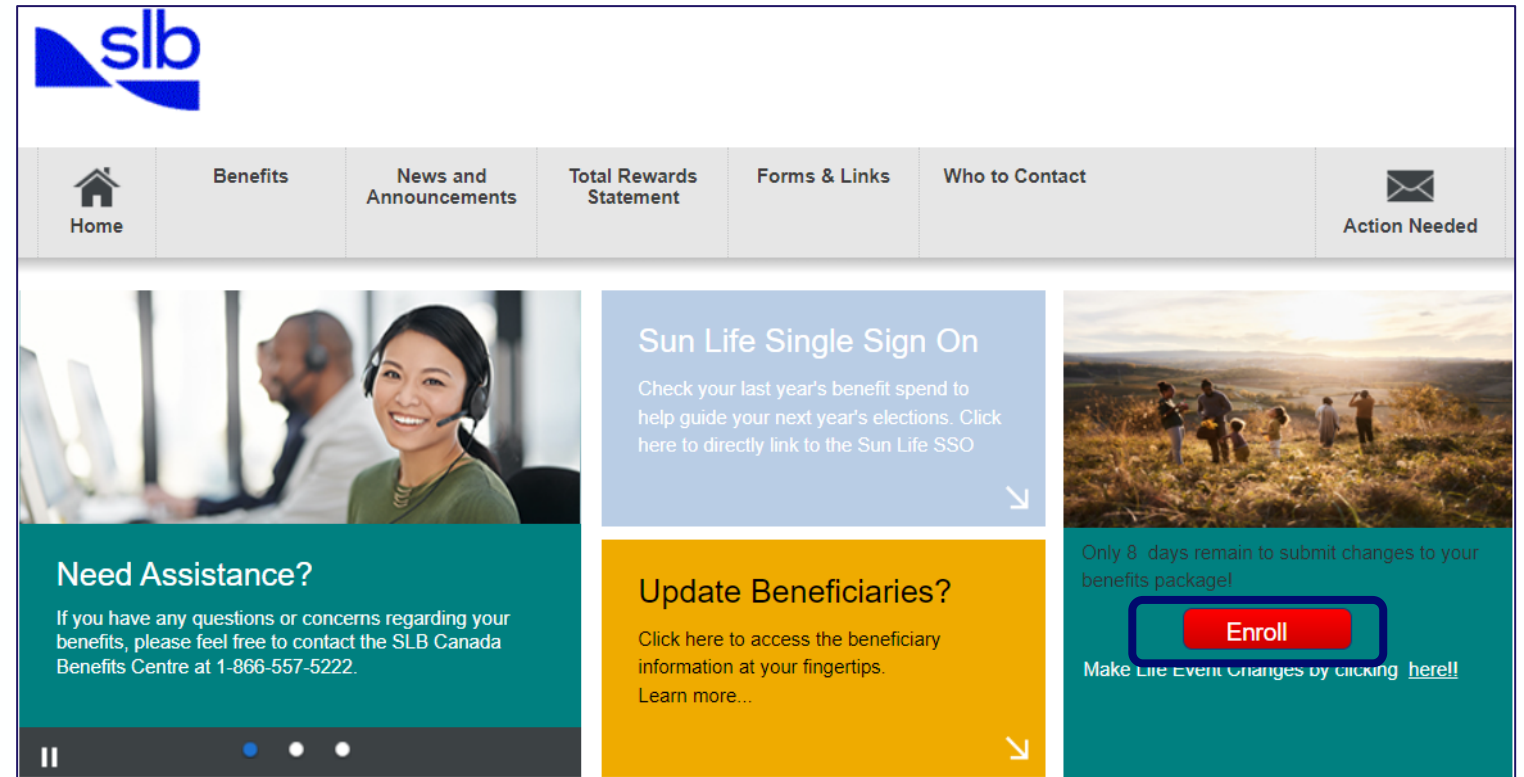 slb
Home
Benefits
News and
Announcements
Total Rewards
Statement
Forms & Links
Who to Contact
Action Needed
Need Assistance?
If you have any questions or concerns regarding your
benefits, please feel free to contact the SLB Canada
Benefits Centre at 1-866-557-5222.
Sun Life Single Sign On
Check your last year's benefit spend to
help guide your next year's elections. Click
here to directly link to the Sun Life SSO
Update Beneficiaries?
Click here to access the beneficiary
information at your fingertips.
Learn more...
Only 8 days remain to submit changes to your
benefits package!
Enroll
Make Life Event Changes by clicking here!!